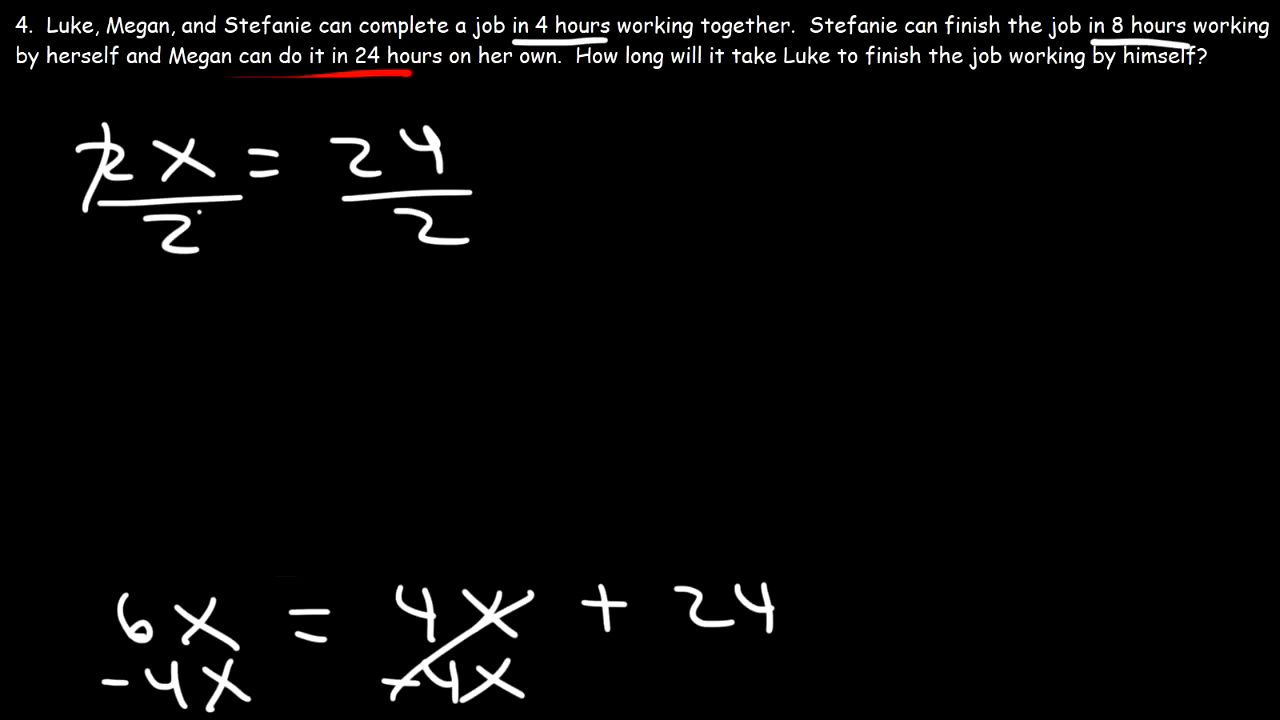 4. Luke, Megan, and Stefanie can complete a job in 4 hours working together. Stefanie can finish the job in 8 hours working
by herself and Megan can do it in 24 hours on her own. How long will it take Luke to finish the job working by himself?
2x = 24
2 2
6x = 4x + 24
-4x -4x